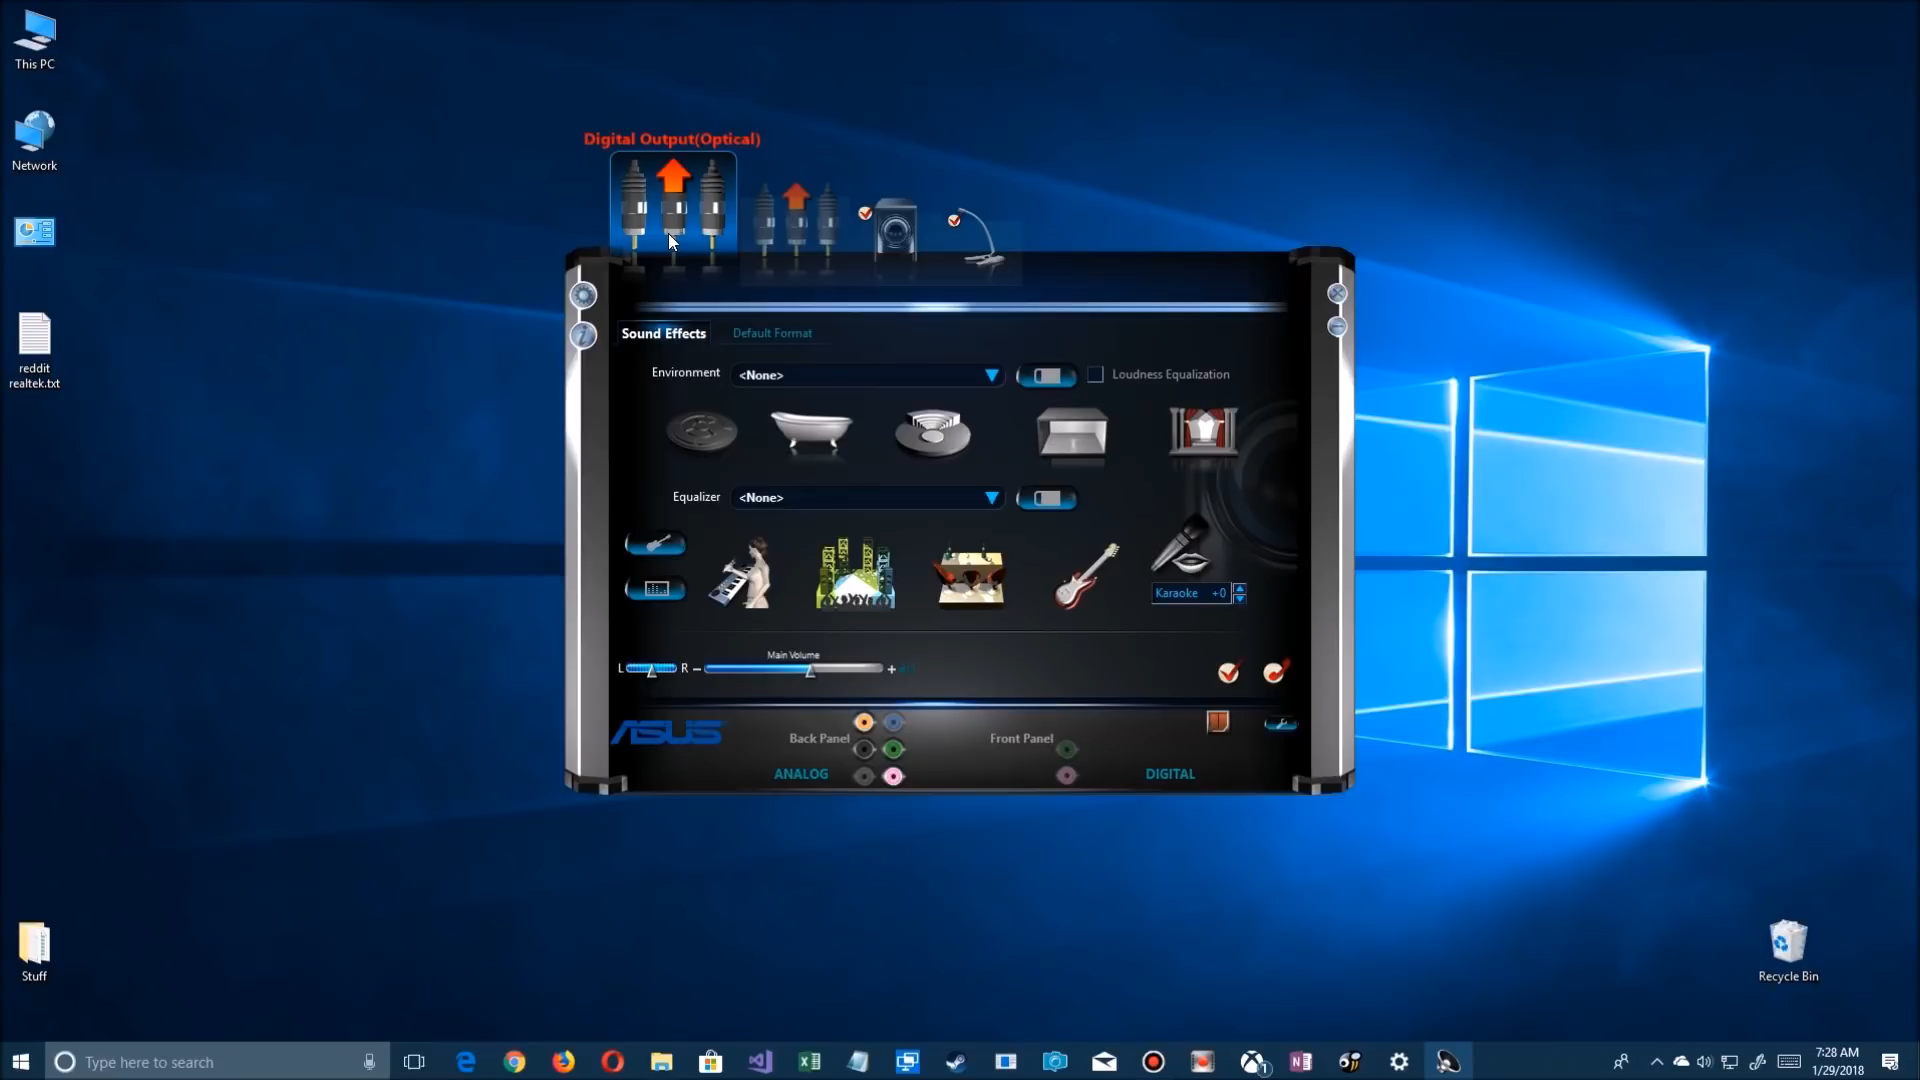 This PC
Network
reddit
realtek.txt
Stuff
Recycle Bin
Digital Output(Optical)
Sound Effects
Default Format
Environment
<None>
Loudness Equalization
Equalizer
<None>
Karaoke +0
Main Volume
L
R
ASUS
Back Panel
Front Panel
ANALOG
DIGITAL
Type here to search
7:28 AM
1/29/2018